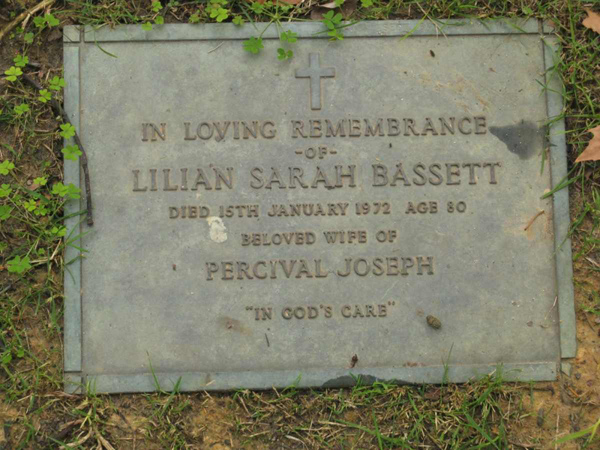 IN LOVING REMEMBRANCE
-OF-
LILIAN SARAH BASSETT
DIED 15TH JANUARY 1972 AGE 80
BELOVED WIFE OF
PERCIVAL JOSEPH
"IN GOD'S CARE"